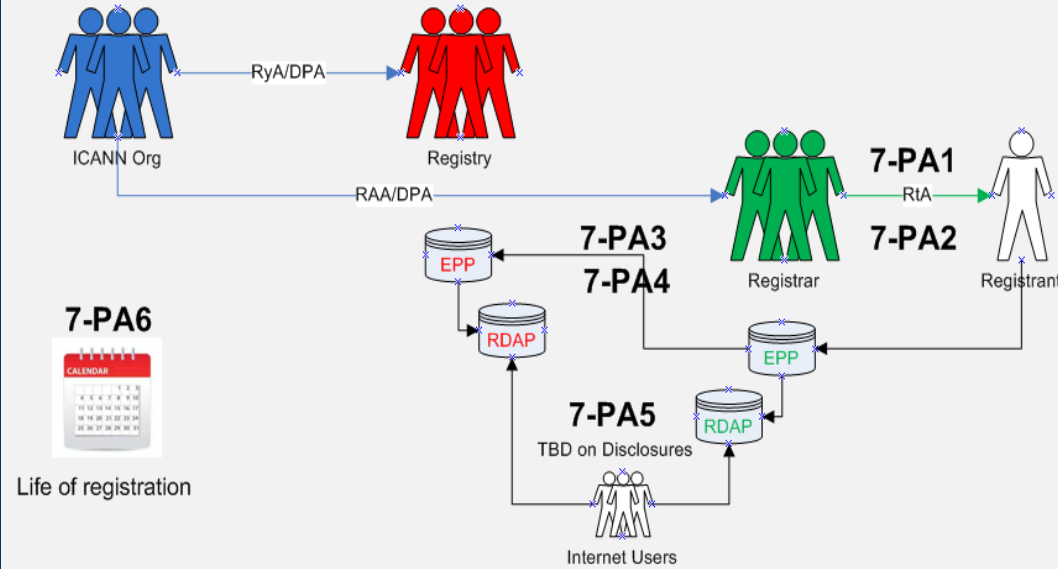 RyA/DPA
ICANN Org
Registry
7-PA1
RAA/DPA
RtA
7-PA3
7-PA2
EPP
7-PA4
Registrar
Registrant
7-PA6
RDAP
EPP
CALENDAR
7-PA5
RDAP
TBD on Disclosures
Life of registration
Internet Users